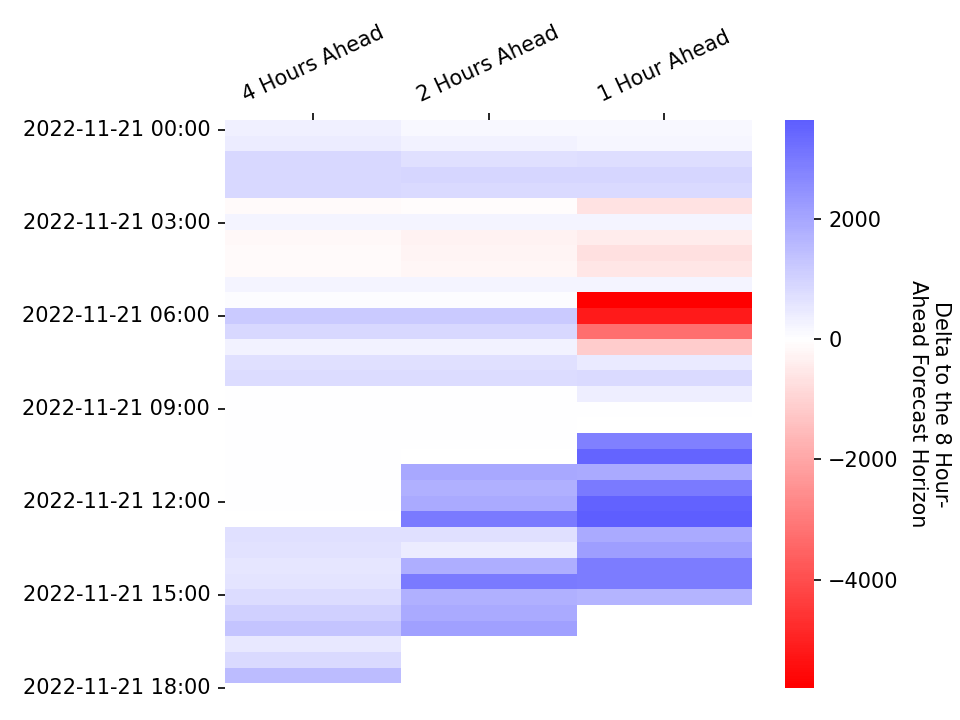 4 Hours Ahead
2 Hours Ahead
1 Hour Ahead
2022-11-21 00:00
2022-11-21 03:00
2022-11-21 06:00
2022-11-21 09:00
2022-11-21 12:00
2022-11-21 15:00
2022-11-21 18:00
2000
0
−2000
−4000
Delta to the 8 Hour-
Ahead Forecast Horizon